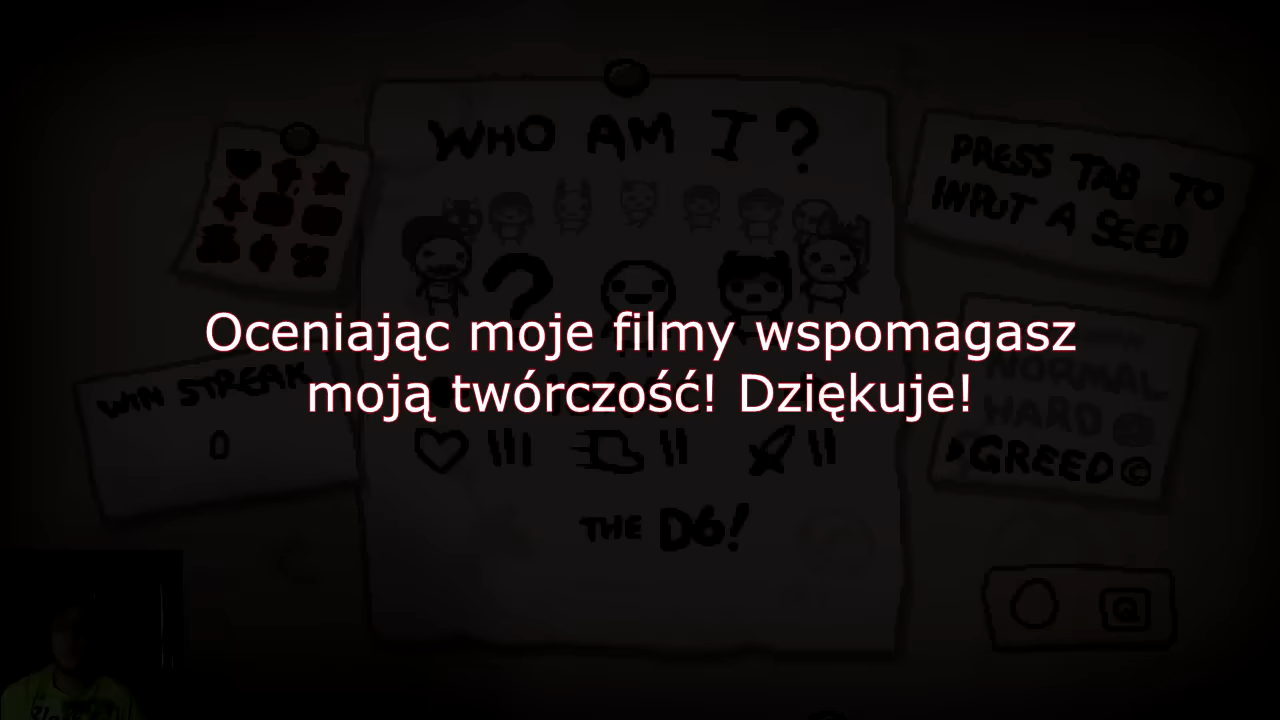 WHO AM I?
PRESS TAB TO
INPUT A SEED
Oceniając moje filmy wspomagasz
moją twórczość! Dziękuje!
WIN STREAK
0
NORMAL
HARD
GREED
THE D6!
Q